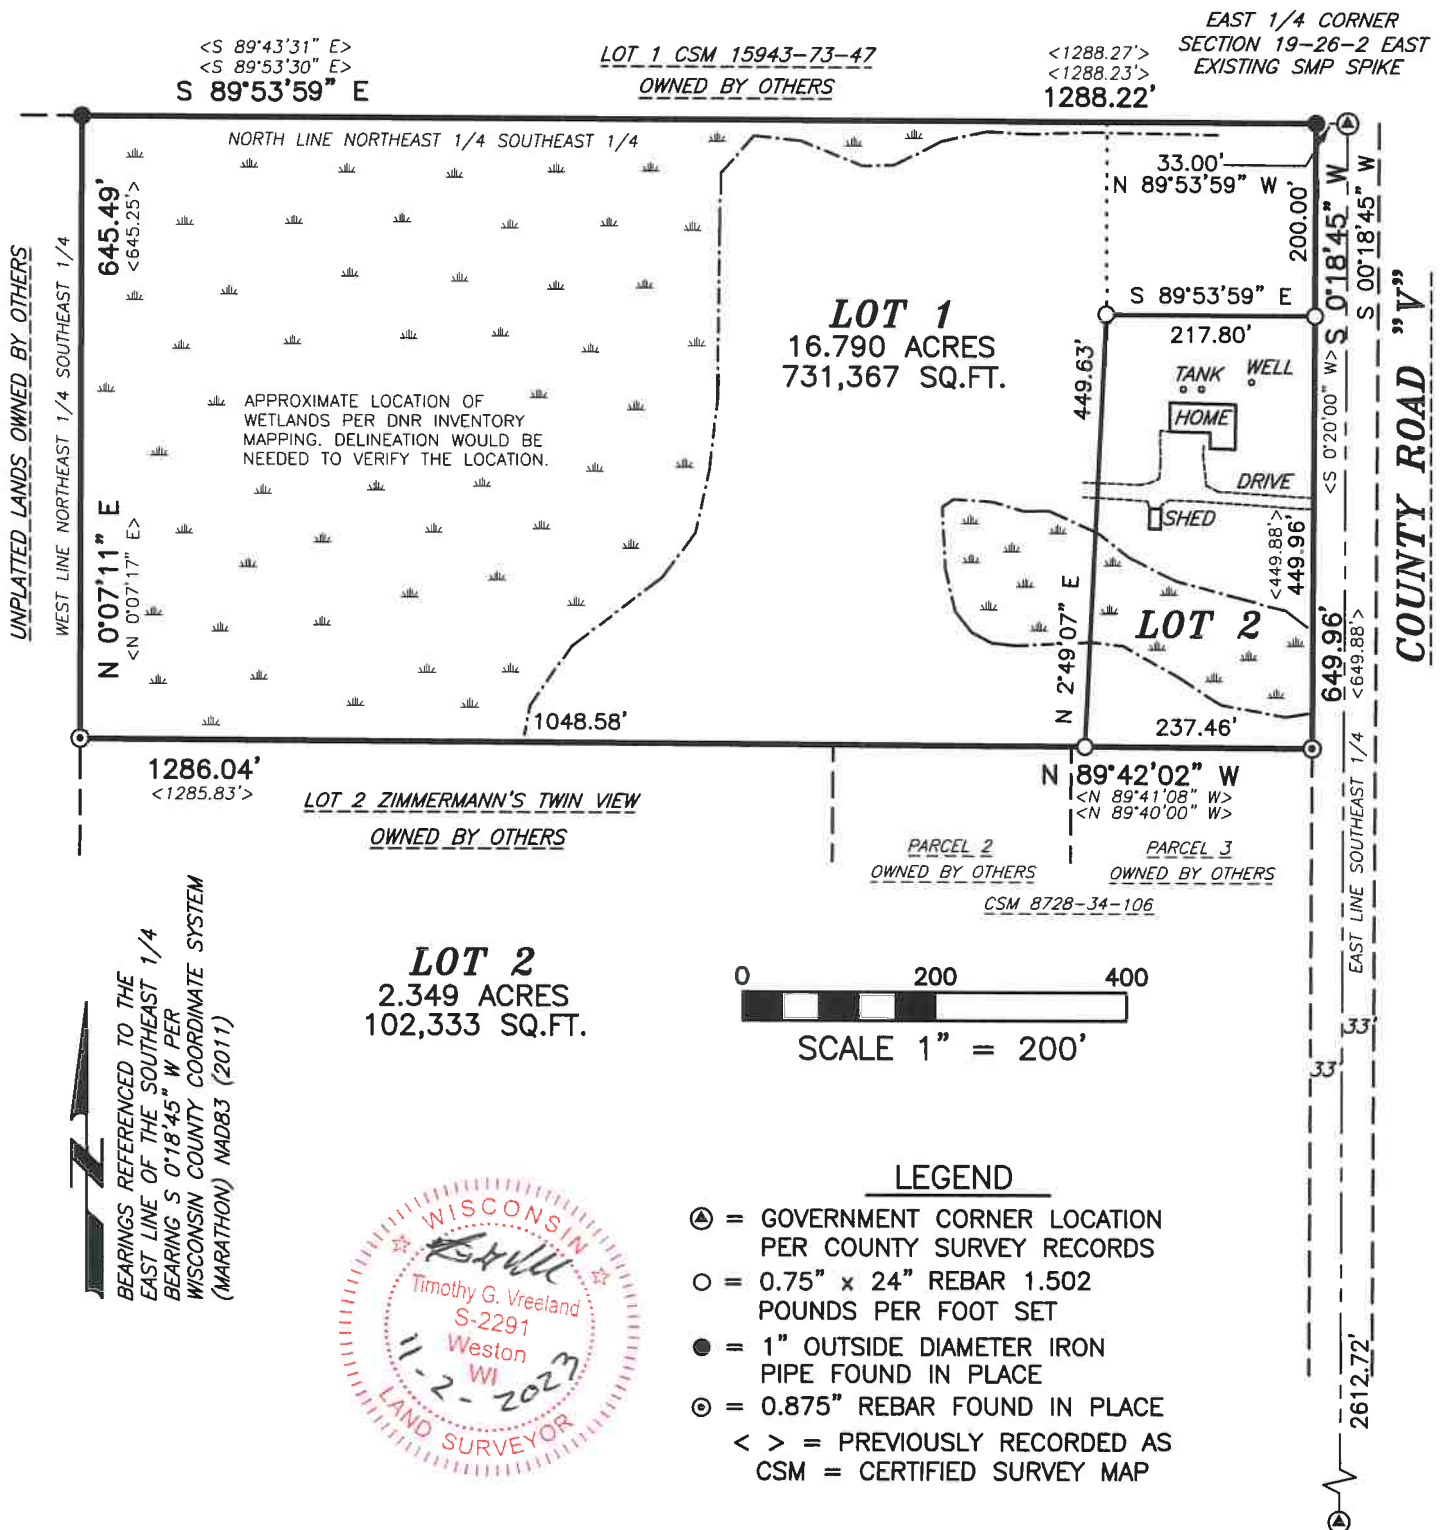 <S 89°43'31" E>
<S 89°53'30" E>
S 89°53'59" E
LOT 1 CSM 15943-73-47
OWNED BY OTHERS
<1288.27'>
<1288.23'>
1288.22'
EAST 1/4 CORNER
SECTION 19-26-2 EAST
EXISTING SMP SPIKE
NORTH LINE NORTHEAST 1/4 SOUTHEAST 1/4
33.00'
N 89°53'59" W
200.00'
S 0°18'45" W
S 00°18'45" W
645.49'
<645.25'>
UNPLATTED LANDS OWNED BY OTHERS
WEST LINE NORTHEAST 1/4 SOUTHEAST 1/4
N 0°07'11" E
<N 0°07'17" E>
LOT 1
16.790 ACRES
731,367 SQ.FT.
S 89°53'59" E
217.80'
449.63'
TANK
WELL
HOME
DRIVE
SHED
<S 0°20'00" W>
COUNTY ROAD "V"
APPROXIMATE LOCATION OF
WETLANDS PER DNR INVENTORY
MAPPING. DELINEATION WOULD BE
NEEDED TO VERIFY THE LOCATION.
<449.88'>
449.96'
N 2°49'07" E
LOT 2
649.96'
<649.88'>
1048.58'
237.46'
1286.04'
<1285.83'>
N 89°42'02" W
<N 89°41'08" W>
<N 89°40'00" W>
LOT 2 ZIMMERMANN'S TWIN VIEW
OWNED BY OTHERS
PARCEL 2
OWNED BY OTHERS
PARCEL 3
OWNED BY OTHERS
CSM 8728-34-106
EAST LINE SOUTHEAST 1/4
LOT 2
2.349 ACRES
102,333 SQ.FT.
0 200 400
SCALE 1" = 200'
33'
33'
BEARINGS REFERENCED TO THE
EAST LINE OF THE SOUTHEAST 1/4
BEARING S 0°18'45" W PER
WISCONSIN COUNTY COORDINATE SYSTEM
(MARATHON) NAD83 (2011)
WISCONSIN
Timothy G. Vreeland
S-2291
Weston
WI
11-2-2023
LAND SURVEYOR
LEGEND
= GOVERNMENT CORNER LOCATION
PER COUNTY SURVEY RECORDS
= 0.75" x 24" REBAR 1.502
POUNDS PER FOOT SET
= 1" OUTSIDE DIAMETER IRON
PIPE FOUND IN PLACE
= 0.875" REBAR FOUND IN PLACE
< > = PREVIOUSLY RECORDED AS
CSM = CERTIFIED SURVEY MAP
2612.72'